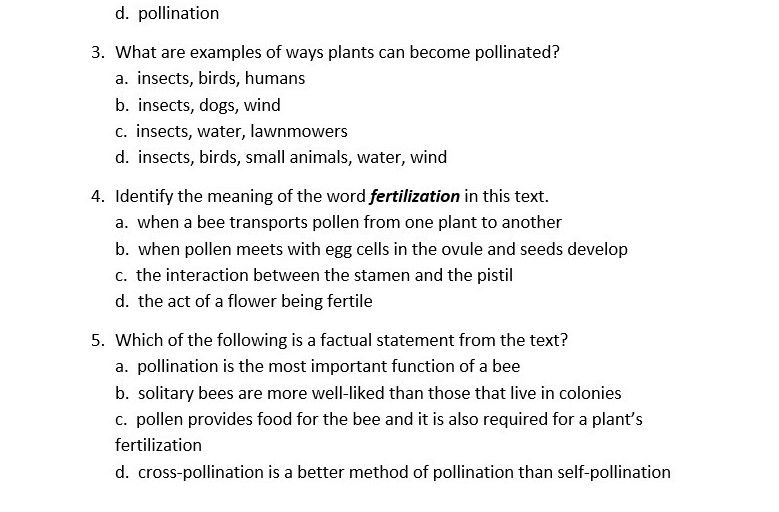 d. pollination
3. What are examples of ways plants can become pollinated?
a. insects, birds, humans
b. insects, dogs, wind
c. insects, water, lawnmowers
d. insects, birds, small animals, water, wind
4. Identify the meaning of the word fertilization in this text.
a. when a bee transports pollen from one plant to another
b. when pollen meets with egg cells in the ovule and seeds develop
c. the interaction between the stamen and the pistil
d. the act of a flower being fertile
5. Which of the following is a factual statement from the text?
a. pollination is the most important function of a bee
b. solitary bees are more well-liked than those that live in colonies
c. pollen provides food for the bee and it is also required for a plant’s
fertilization
d. cross-pollination is a better method of pollination than self-pollination